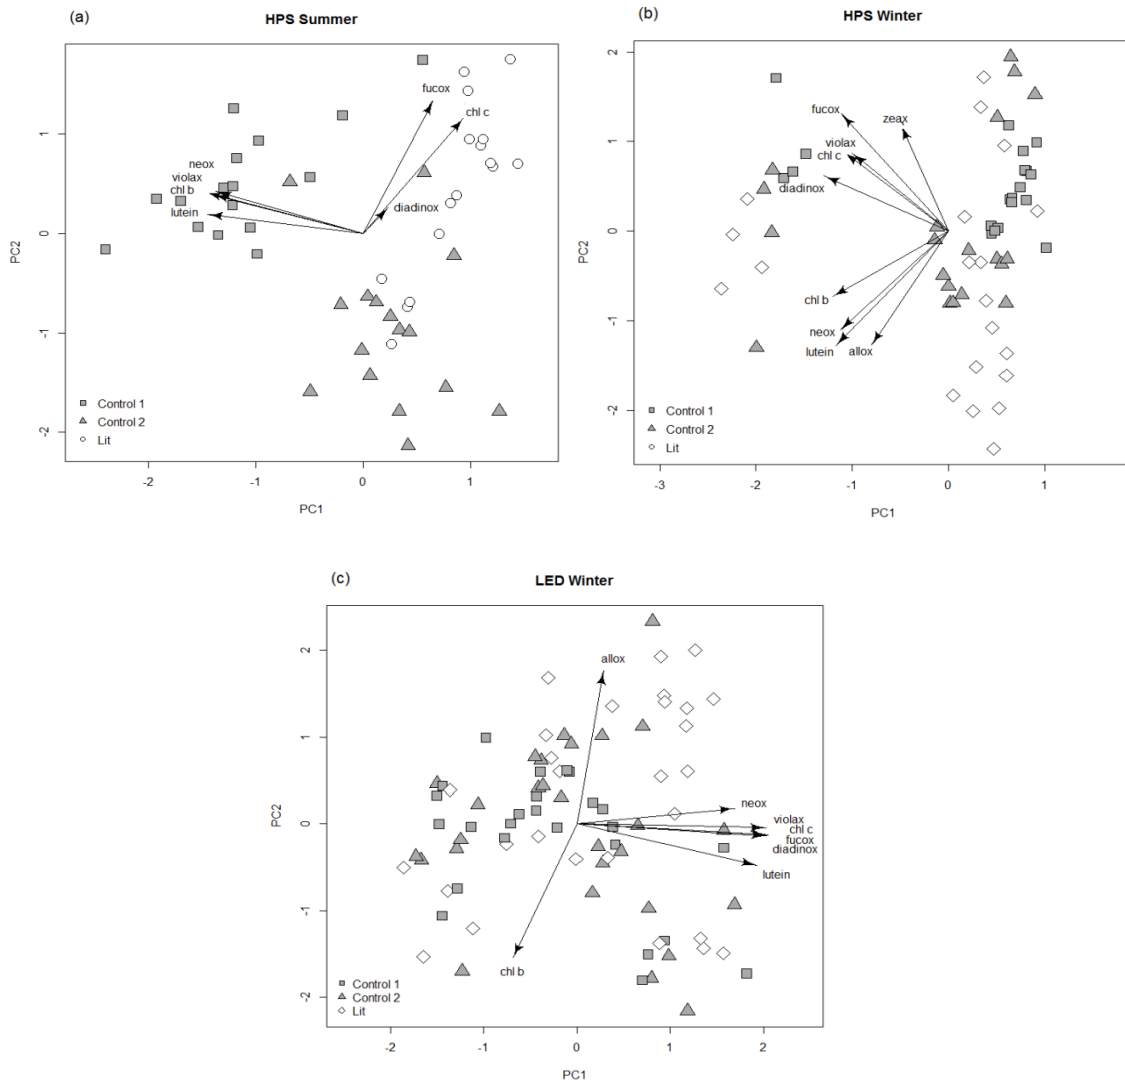 (a)
HPS Summer
PC2
1
0
-1
-2
fucox
chl c
neox
violax
chl b
lutein
diadinox
Control 1
Control 2
Lit
-2
-1
0
1
PC1
(b)
HPS Winter
PC2
2
1
0
-1
-2
fucox
zeax
violax
chl c
diadinox
chl b
neox
lutein
allox
Control 1
Control 2
Lit
-3
-2
-1
0
1
PC1
(c)
LED Winter
PC2
2
1
0
-1
-2
allox
neox
violax
chl c
fucox
diadinox
lutein
chl b
Control 1
Control 2
Lit
-2
-1
0
1
2
PC1